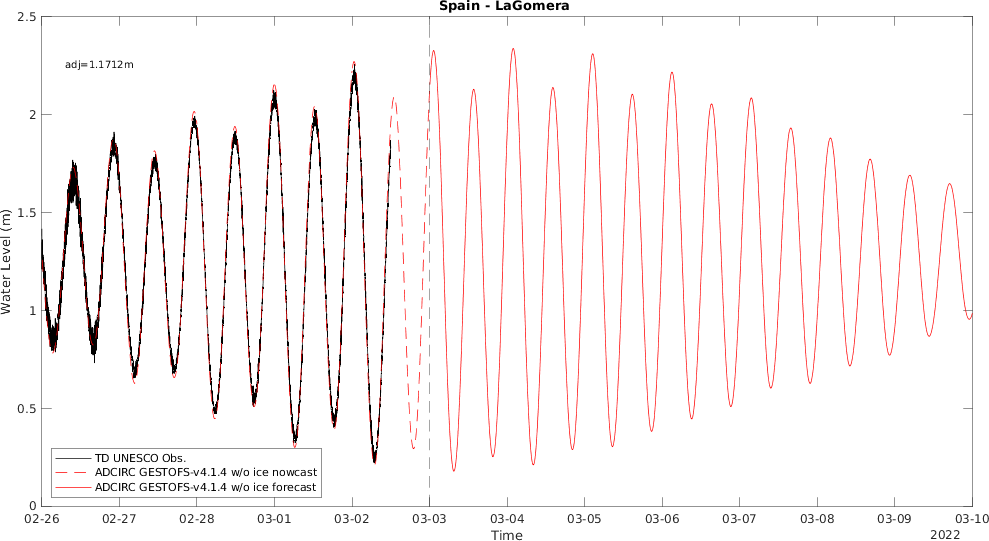 Spain - LaGomera
2.5
adj=1.1712m
2
1.5
Water Level (m)
1
0.5
TD UNESCO Obs.
ADCIRC GESTOFS-v4.1.4 w/o ice nowcast
ADCIRC GESTOFS-v4.1.4 w/o ice forecast
0
02-26 02-27 02-28 03-01 03-02 03-03 03-04 03-05 03-06 03-07 03-08 03-09 03-10
Time
2022